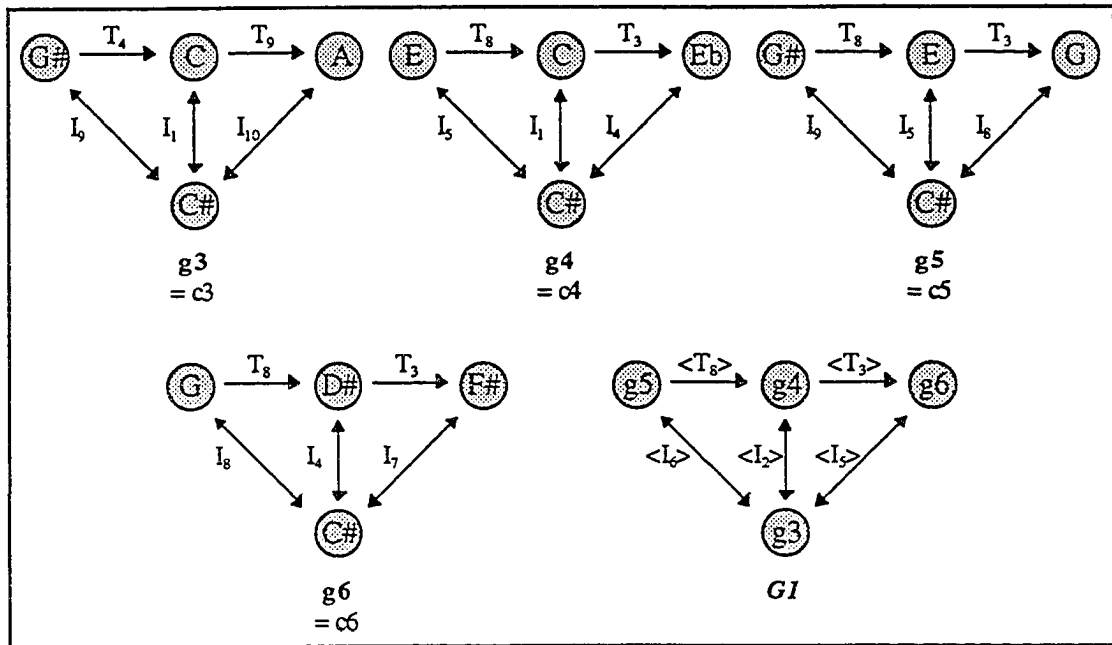 T₄ T₉ T₈ T₃ T₈ T₃
G# C A E C Eb G# E G
I₉ I₁ I₁₀ I₅ I₁ I₄ I₉ I₅ I₈
C# C# C#
g3 g4 g5
= c3 = c4 = c5
T₈ T₃ <T₈> <T₃>
G D# F# g5 g4 g6
I₈ I₄ I₇ <I₆> <I₂> <I₅>
C# g3
g6 G1
= c6